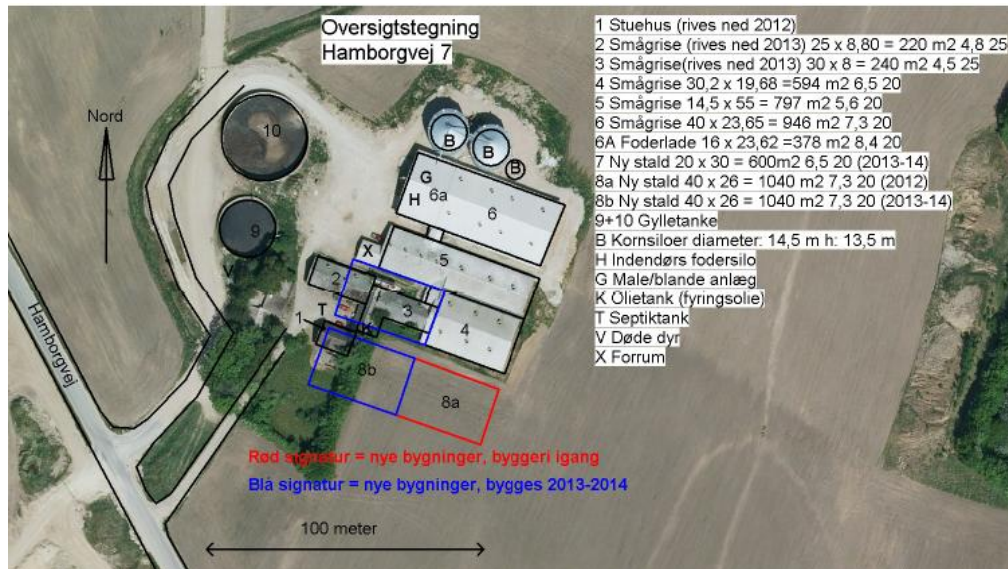 Oversigtstegning
Hamborgvej 7
1 Stuehus (rives ned 2012)
2 Smågrise (rives ned 2013) 25 x 8,80 = 220 m2 4,8 25
3 Smågrise(rives ned 2013) 30 x 8 = 240 m2 4,5 25
4 Smågrise 30,2 x 19,68 =594 m2 6,5 20
5 Smågrise 14,5 x 55 = 797 m2 5,6 20
6 Smågrise 40 x 23,65 = 946 m2 7,3 20
6A Foderlade 16 x 23,62 =378 m2 8,4 20
7 Ny stald 20 x 30 = 600m2 6,5 20 (2013-14)
8a Ny stald 40 x 26 = 1040 m2 7,3 20 (2012)
8b Ny stald 40 x 26 = 1040 m2 7,3 20 (2013-14)
9+10 Gylletanke
B Kornsiloer diameter: 14,5 m h: 13,5 m
H Indendørs fodersilo
G Male/blande anlæg
K Olietank (fyringsolie)
T Septiktank
V Døde dyr
X Forrum
Nord
10
B
B
B
G
H
6a
6
9
X
V
5
2
3
T
1
K
4
8b
8a
Hamborgvej
Rød signatur = nye bygninger, byggeri igang
Blå signatur = nye bygninger, bygges 2013-2014
100 meter